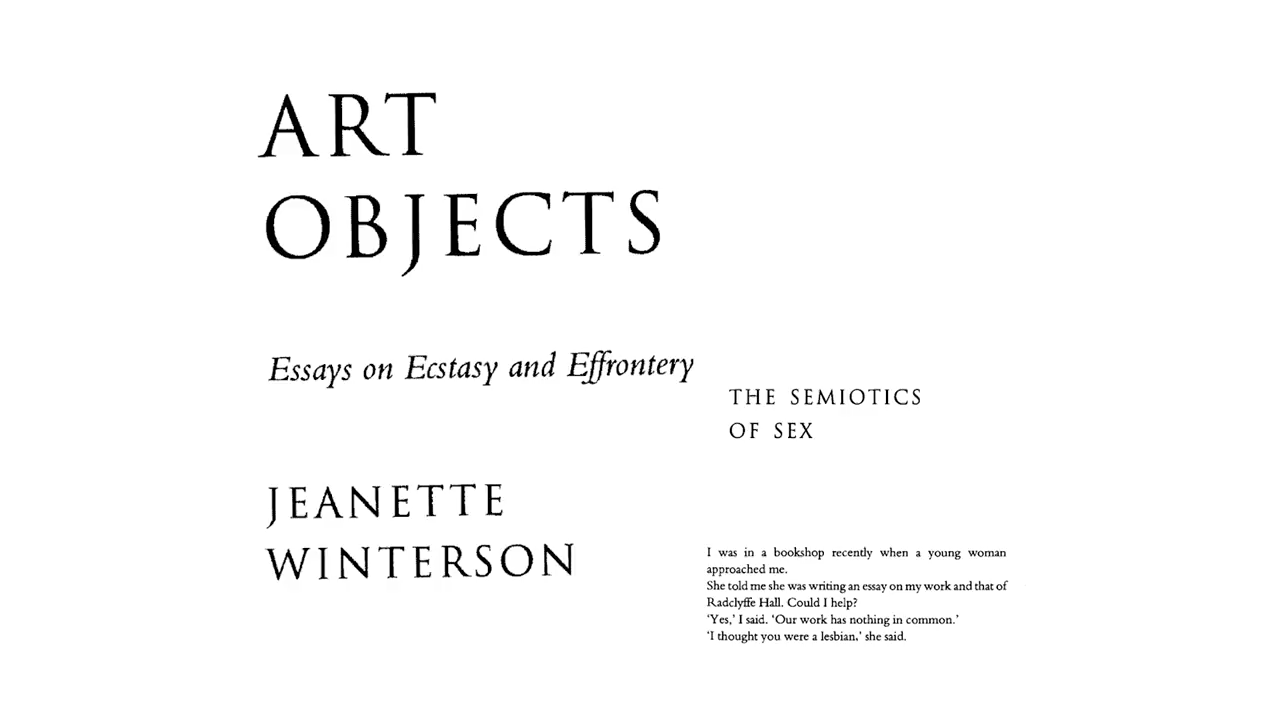 ART
OBJECTS
Essays on Ecstasy and Effrontery
JEANETTE
WINTERSON
THE SEMIOTICS
OF SEX
I was in a bookshop recently when a young woman
approached me.
She told me she was writing an essay on my work and that of
Radclyffe Hall. Could I help?
‘Yes,’ I said. ‘Our work has nothing in common.’
‘I thought you were a lesbian,’ she said.